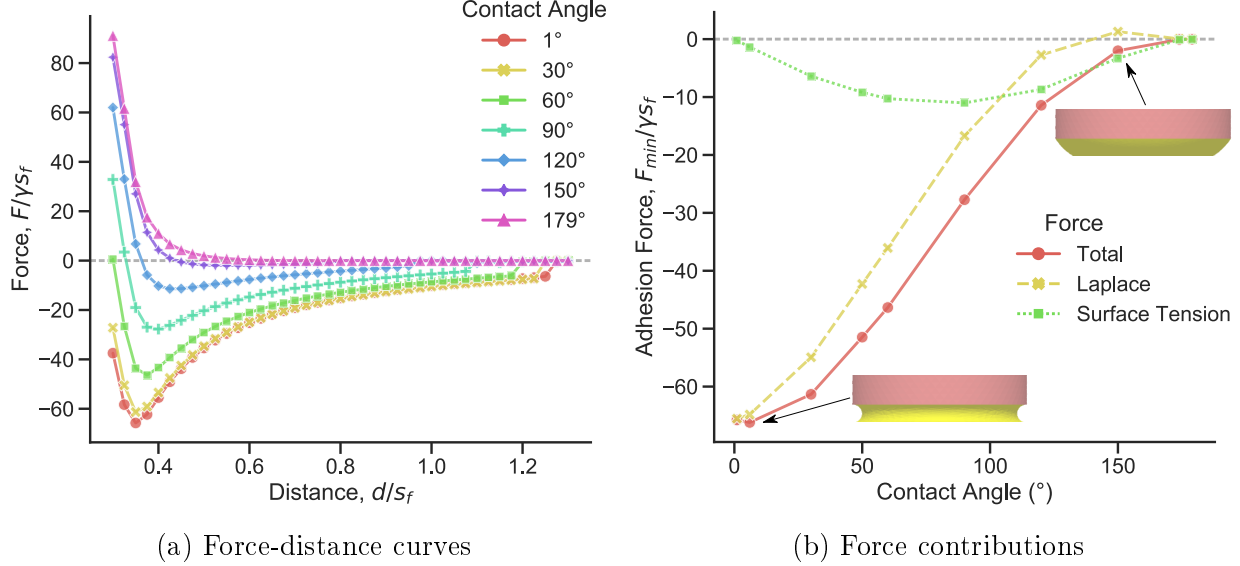 Contact Angle
1°
30°
60°
90°
120°
150°
179°
80
60
40
20
0
−20
−40
−60
Force, F/γs_f
0.4
0.6
0.8
1.0
1.2
Distance, d/s_f
(a) Force-distance curves
0
−10
−20
−30
−40
−50
−60
Adhesion Force, F_min/γs_f
Force
Total
Laplace
Surface Tension
0
50
100
150
Contact Angle (°)
(b) Force contributions